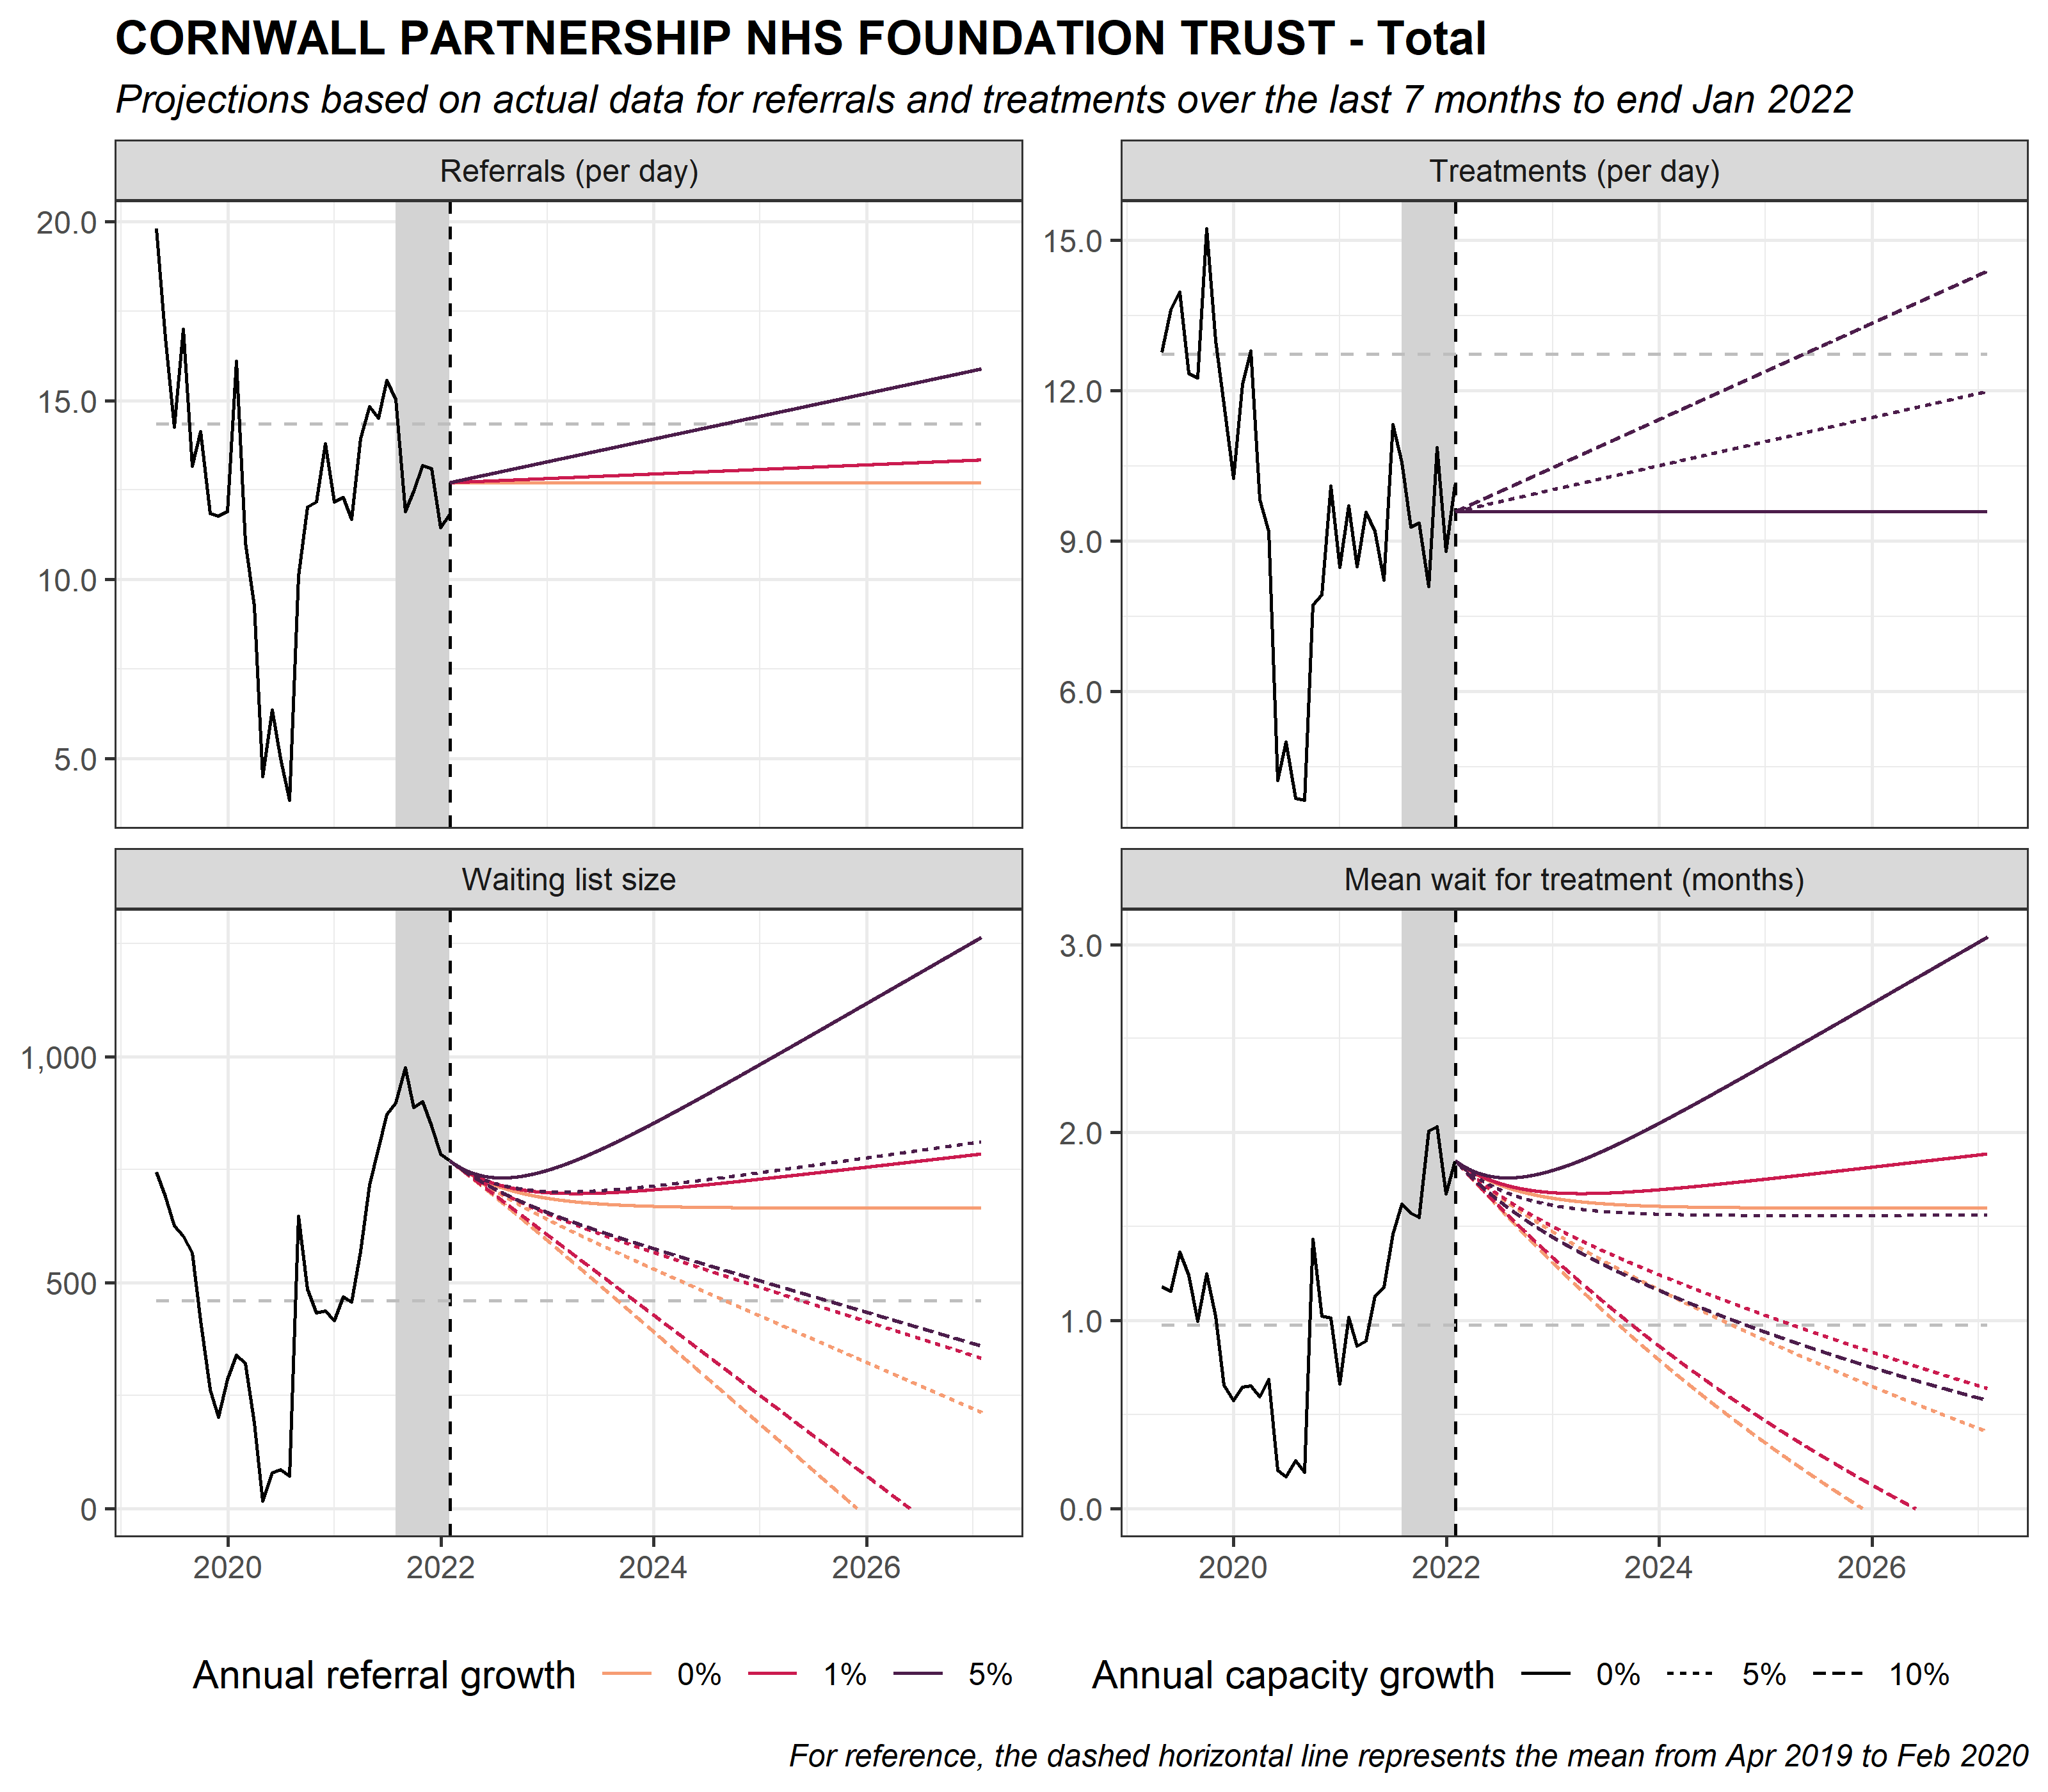 CORNWALL PARTNERSHIP NHS FOUNDATION TRUST - Total
Projections based on actual data for referrals and treatments over the last 7 months to end Jan 2022
Referrals (per day)
20.0
15.0
10.0
5.0
Treatments (per day)
15.0
12.0
9.0
6.0
Waiting list size
1,000
500
0
2020 2022 2024 2026
Mean wait for treatment (months)
3.0
2.0
1.0
0.0
2020 2022 2024 2026
Annual referral growth 0% 1% 5%
Annual capacity growth 0% 5% 10%
For reference, the dashed horizontal line represents the mean from Apr 2019 to Feb 2020